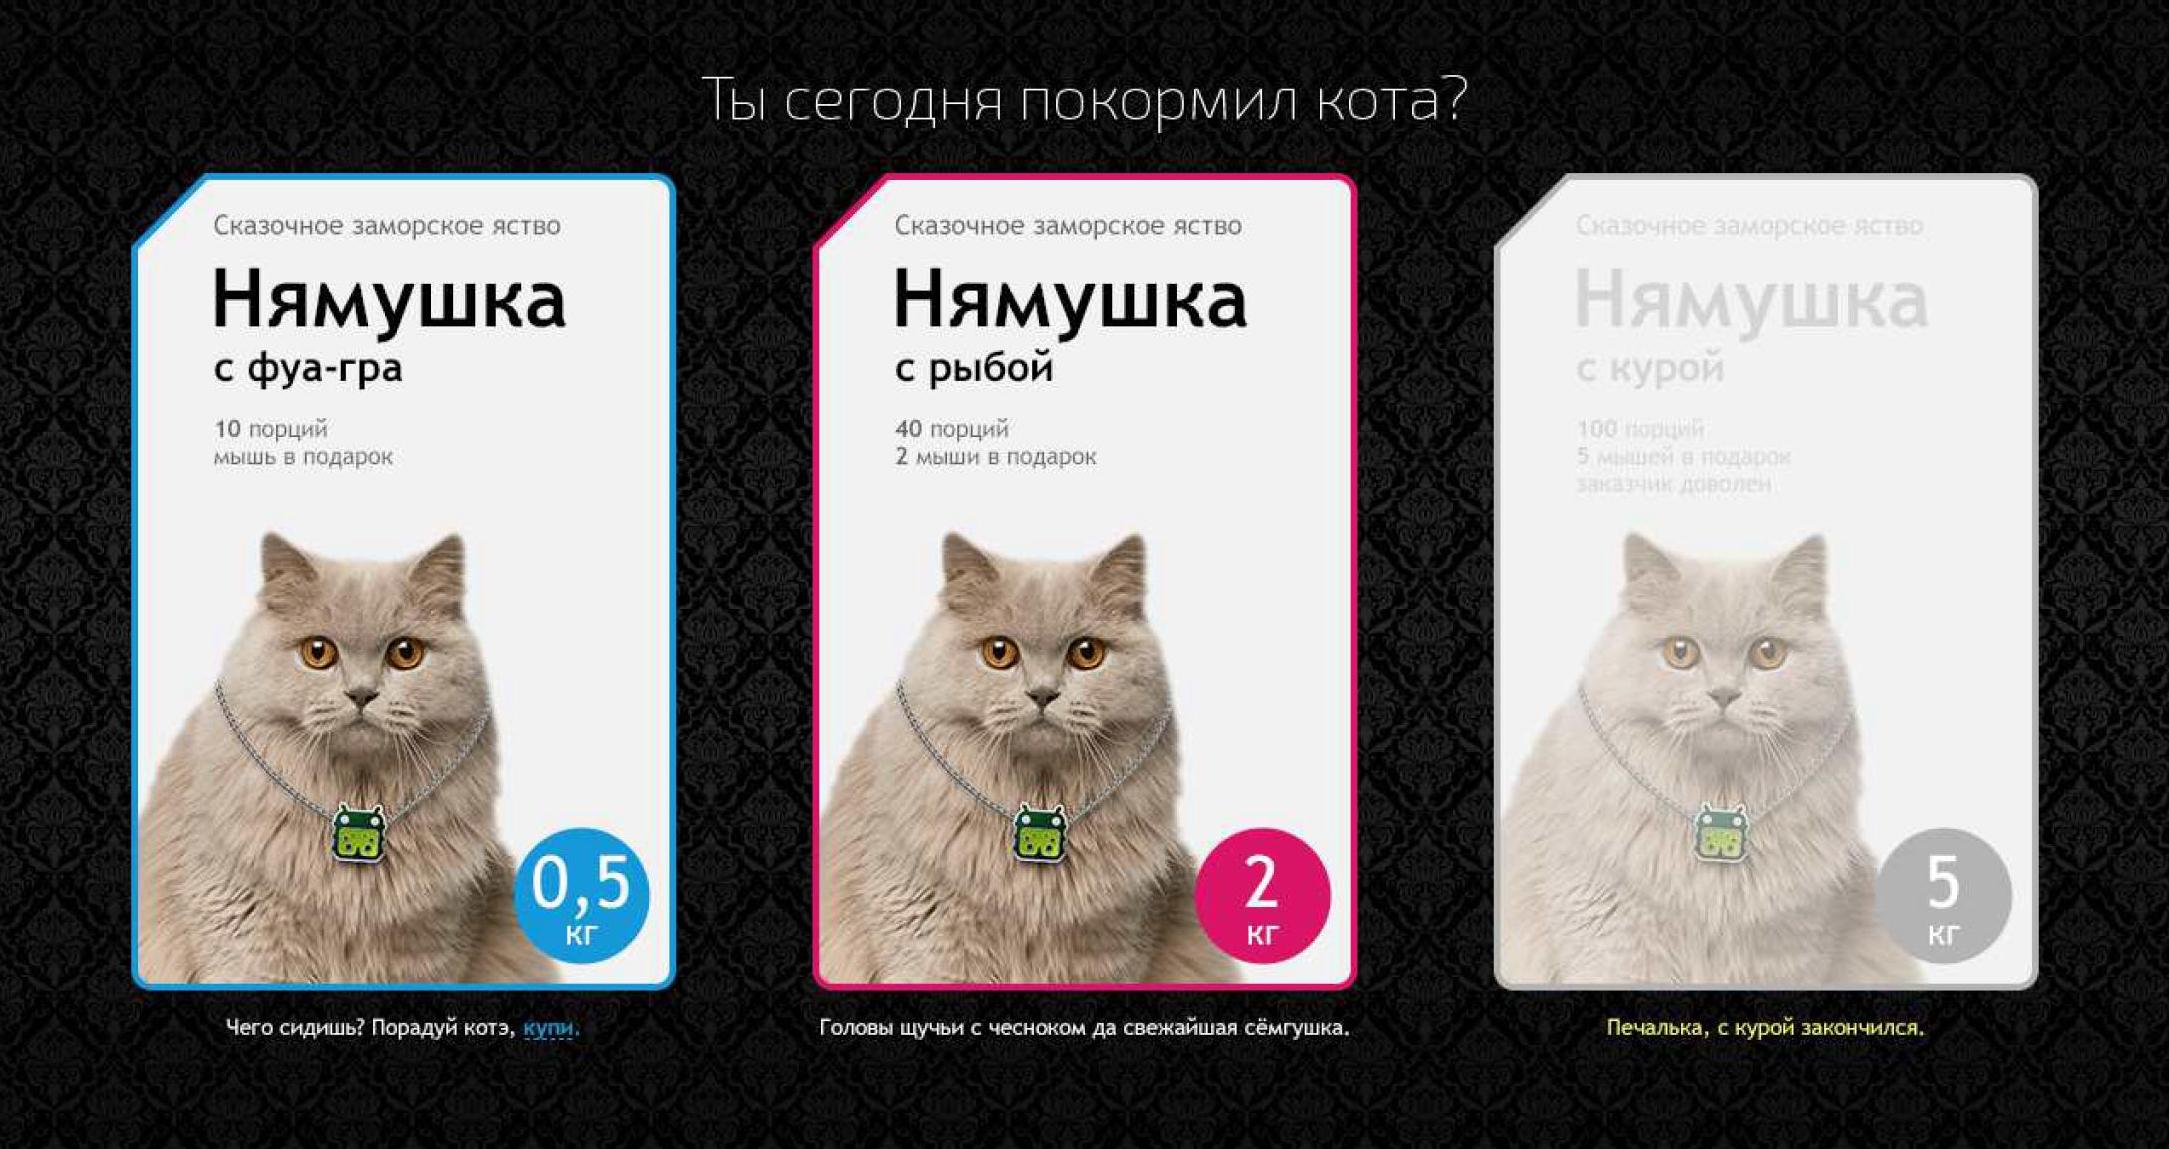 Ты сегодня покормил кота?
Сказочное заморское яство
Нямушка
с фуа-гра
10 порций
мышь в подарок
0,5
кг
Чего сидишь? Порадуй котэ, купи.
Сказочное заморское яство
Нямушка
с рыбой
40 порций
2 мыши в подарок
2
кг
Головы щучьи с чесноком да свежайшая сёмгушка.
Сказочное заморское яство
Нямушка
с курой
100 порций
5 мышей в подарок
заказчик доволен
5
кг
Печалька, с курой закончился.